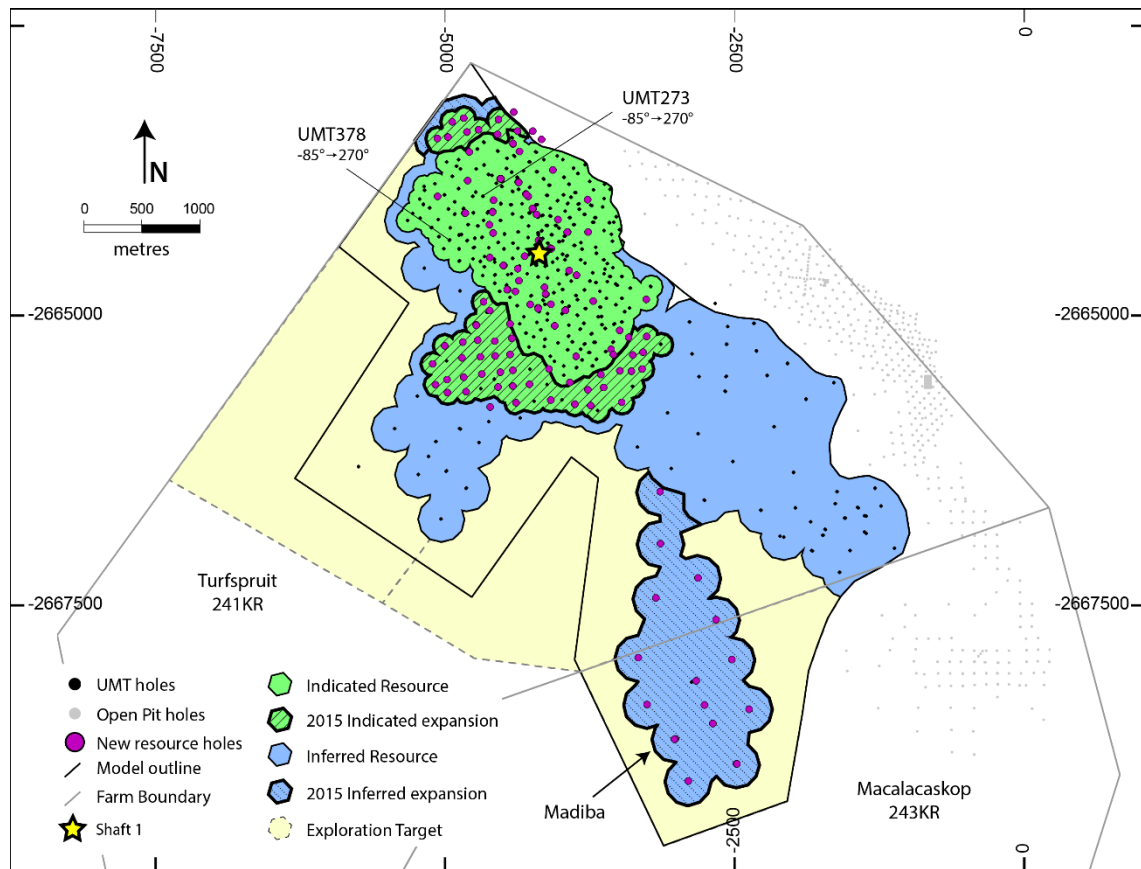 -7500
-5000
-2500
0
UMT273
-85°→270°
UMT378
-85°→270°
N
0 500 1000
metres
-2665000
-2665000
-2667500
-2667500
Turfspruit
241KR
UMT holes
Open Pit holes
New resource holes
Model outline
Farm Boundary
Shaft 1
Indicated Resource
2015 Indicated expansion
Inferred Resource
2015 Inferred expansion
Exploration Target
Madiba
Macalacaskop
243KR
-2500
0